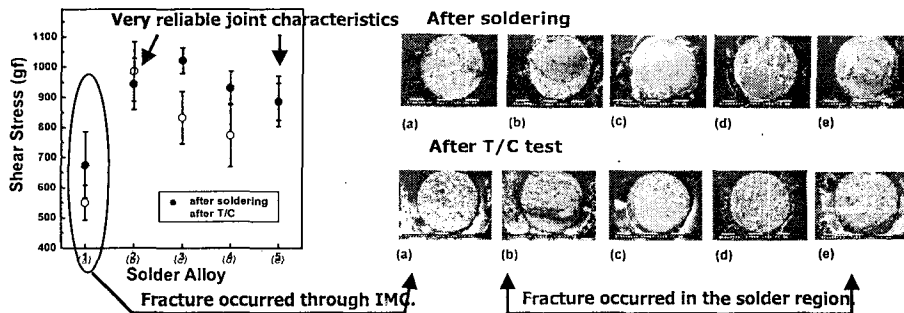 Very reliable joint characteristics
After soldering
1100
1000
900
800
700
600
500
400
Shear Stress (gf)
after soldering
after T/C
Solder Alloy
(a) (b) (c) (d) (e)
After T/C test
(a) (b) (c) (d) (e)
Fracture occurred through IMC.
Fracture occurred in the solder region.